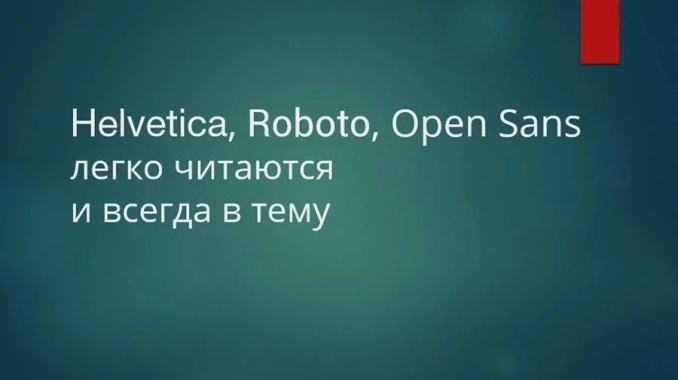 Helvetica, Roboto, Open Sans
легко читаются
и всегда в тему